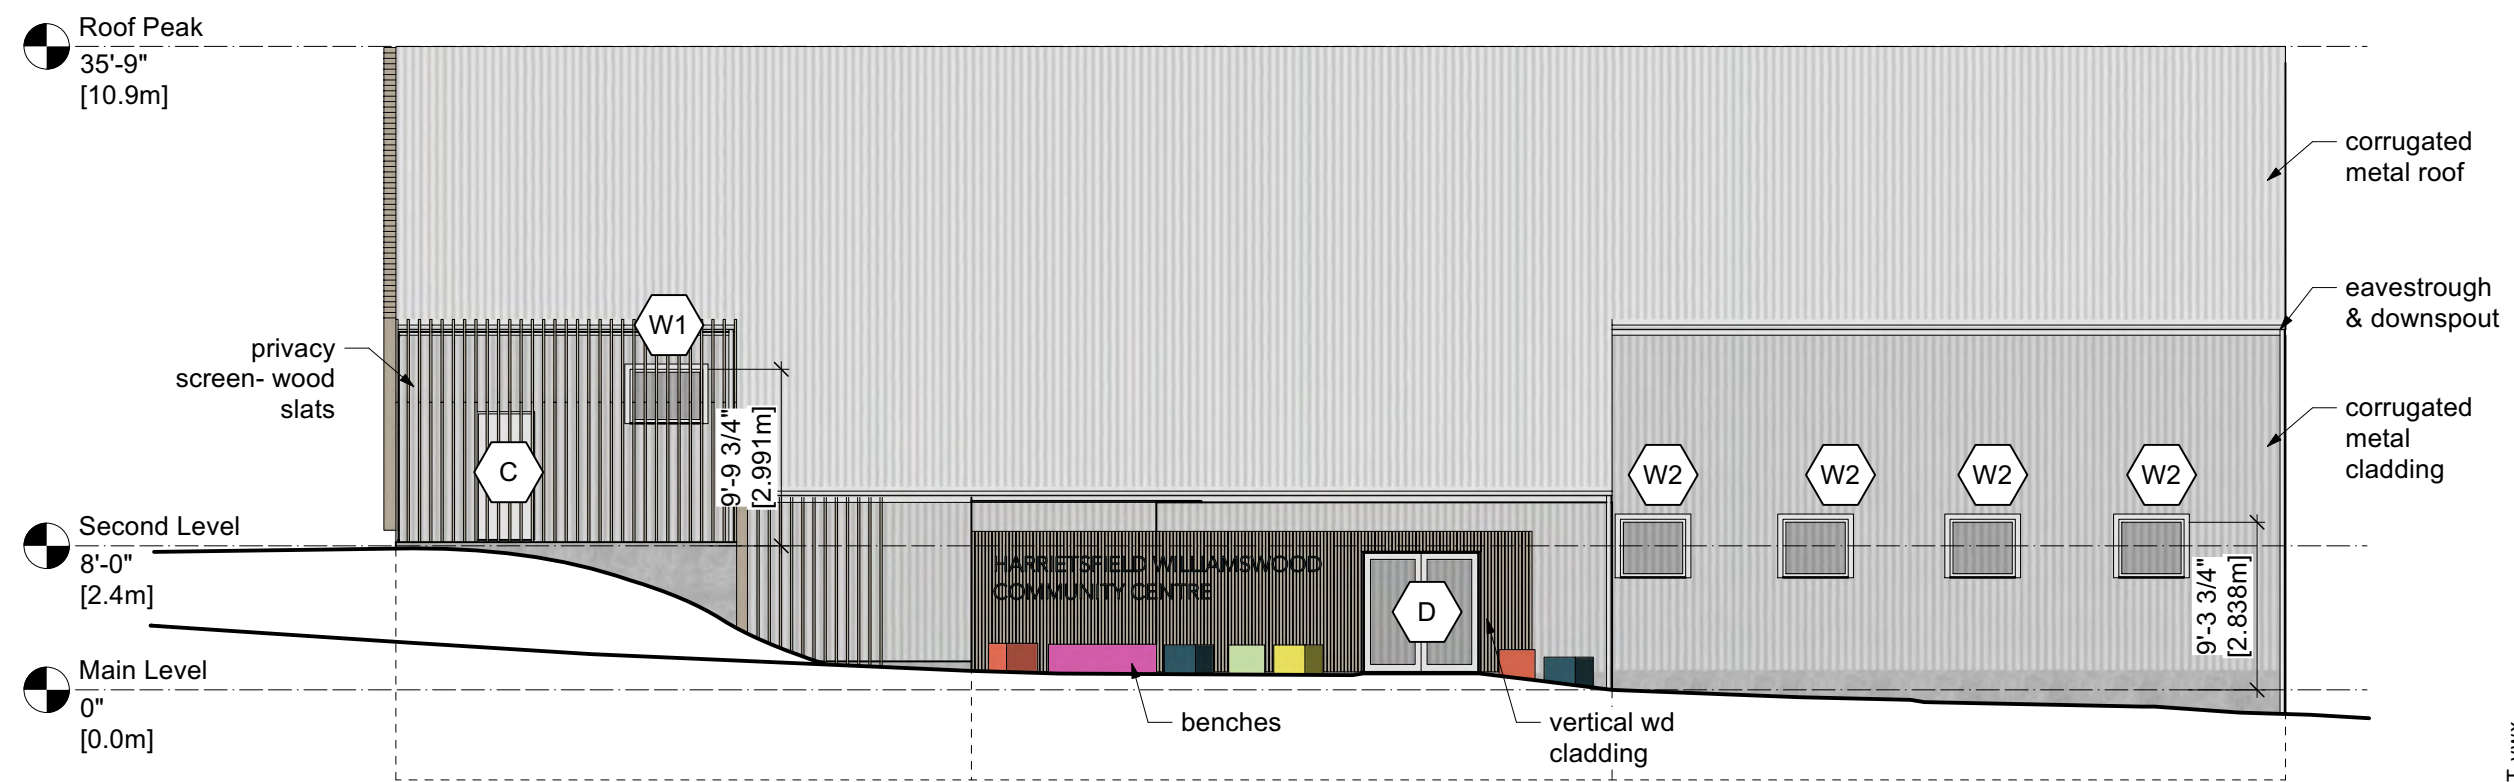 Roof Peak
35'-9"
[10.9m]
corrugated
metal roof
eavestrough
& downspout
W1
privacy
screen- wood
slats
corrugated
metal
cladding
C
9'-9 3/4"
[2.991m]
W2
W2
W2
W2
Second Level
8'-0"
[2.4m]
HARRIETSFIELD WILLIAMSWOOD
COMMUNITY CENTRE
D
9'-3 3/4"
[2.838m]
Main Level
0"
[0.0m]
benches
vertical wd
cladding